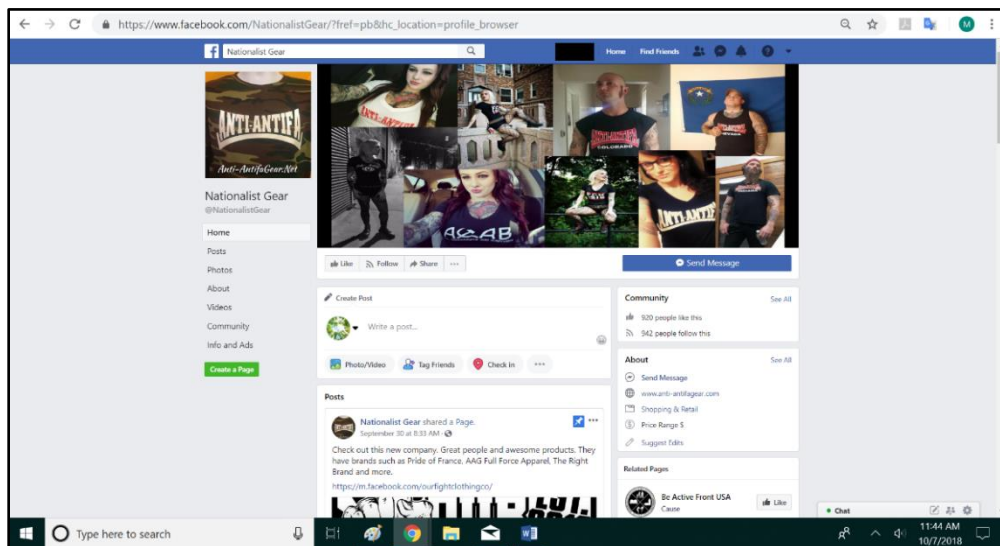 https://www.facebook.com/NationalistGear/?fref=pb&hc_location=profile_browser
M
Nationalist Gear
Home
Find Friends
ANTI-ANTIFA
Anti-AntifaGear.Net
ANTI-ANTIFA
COLORADO
ANTI-ANTIFA
Nationalist Gear
@NationalistGear
Home
Posts
Photos
About
Videos
Community
Info and Ads
Create a Page
Like
Follow
Share
Send Message
Create Post
Write a post...
Photo/Video
Tag Friends
Check in
Posts
Nationalist Gear shared a Page.
September 30 at 8:33 AM
Check out this new company. Great people and awesome products. They
have brands such as Pride of France, AAG Full Force Apparel, The Right
Brand and more.
https://m.facebook.com/ourfightclothingco/
Community
See All
920 people like this
942 people follow this
About
See All
Send Message
www.anti-antifagear.com
Shopping & Retail
Price Range $
Suggest Edits
Related Pages
Be Active Front USA
Cause
Like
Chat
Type here to search
11:44 AM
10/7/2018